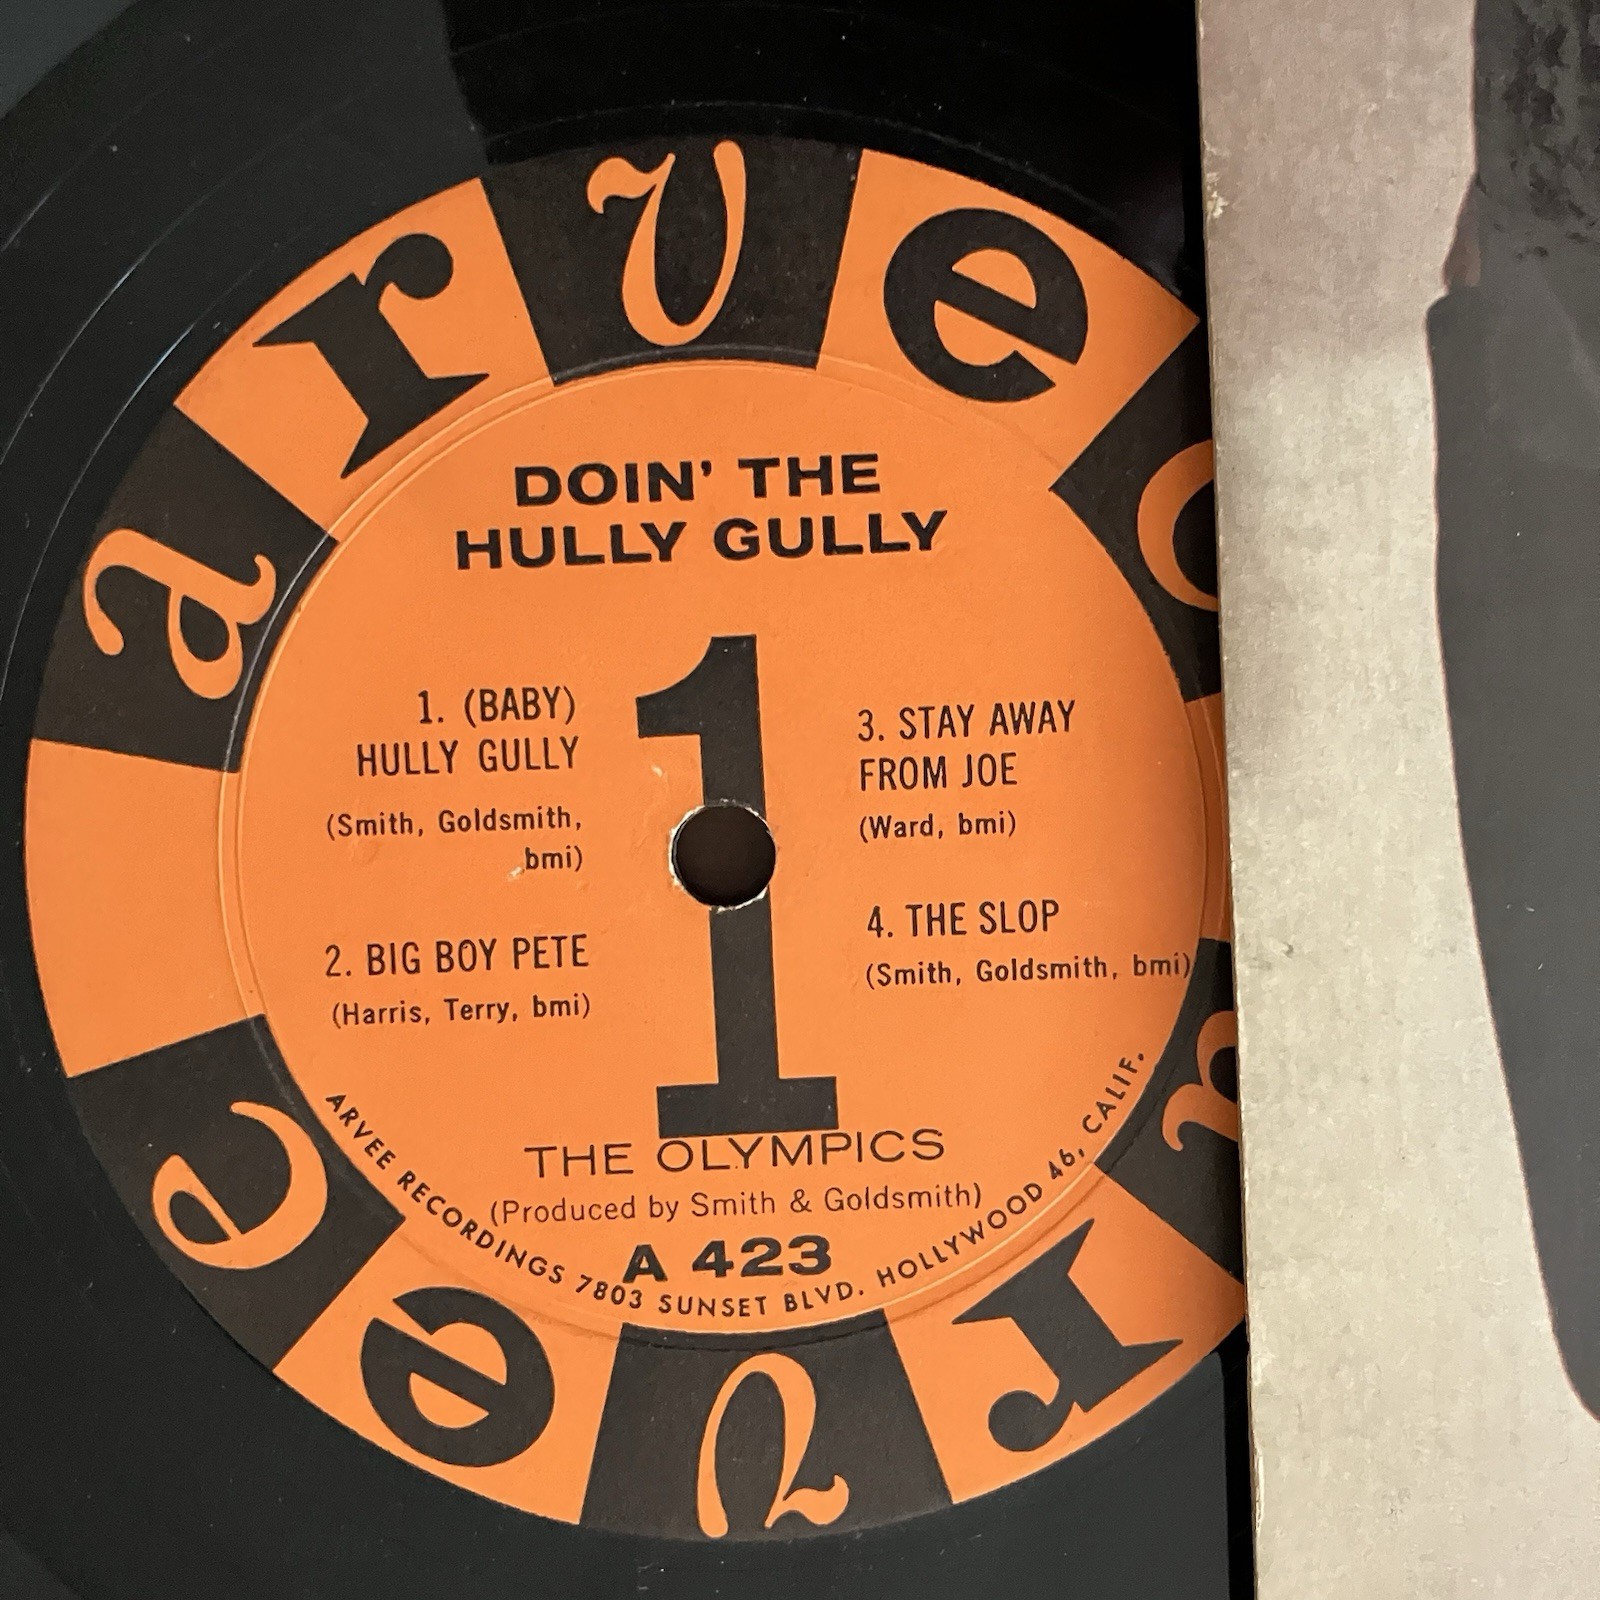 arvee
DOIN' THE
HULLY GULLY
1
1. (BABY)
HULLY GULLY
(Smith, Goldsmith,
bmi)
2. BIG BOY PETE
(Harris, Terry, bmi)
3. STAY AWAY
FROM JOE
(Ward, bmi)
4. THE SLOP
(Smith, Goldsmith, bmi)
THE OLYMPICS
(Produced by Smith & Goldsmith)
A 423
ARVEE RECORDINGS 7803 SUNSET BLVD. HOLLYWOOD 46, CALIF.
arvee